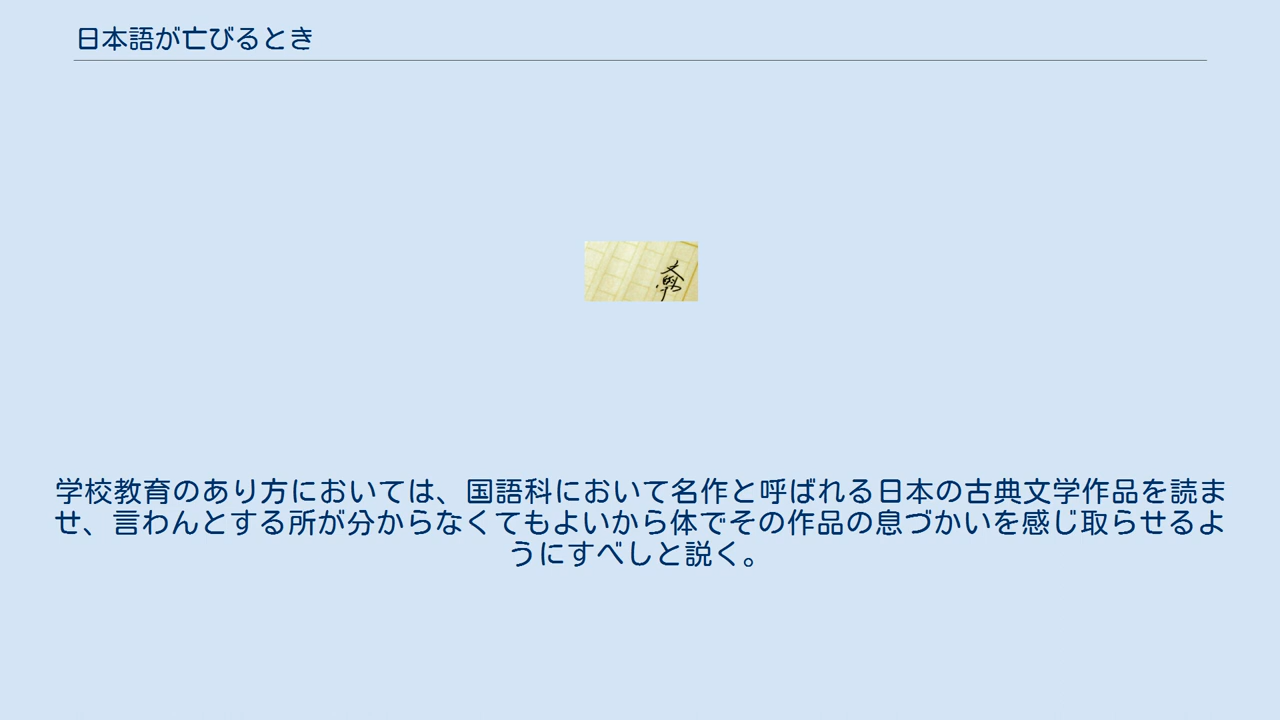 日本語が亡びるとき
文学
学校教育のあり方においては、国語科において名作と呼ばれる日本の古典文学作品を読ま
せ、言わんとする所が分からなくてもよいから体でその作品の息づかいを感じ取らせるよ
うにすべしと説く。